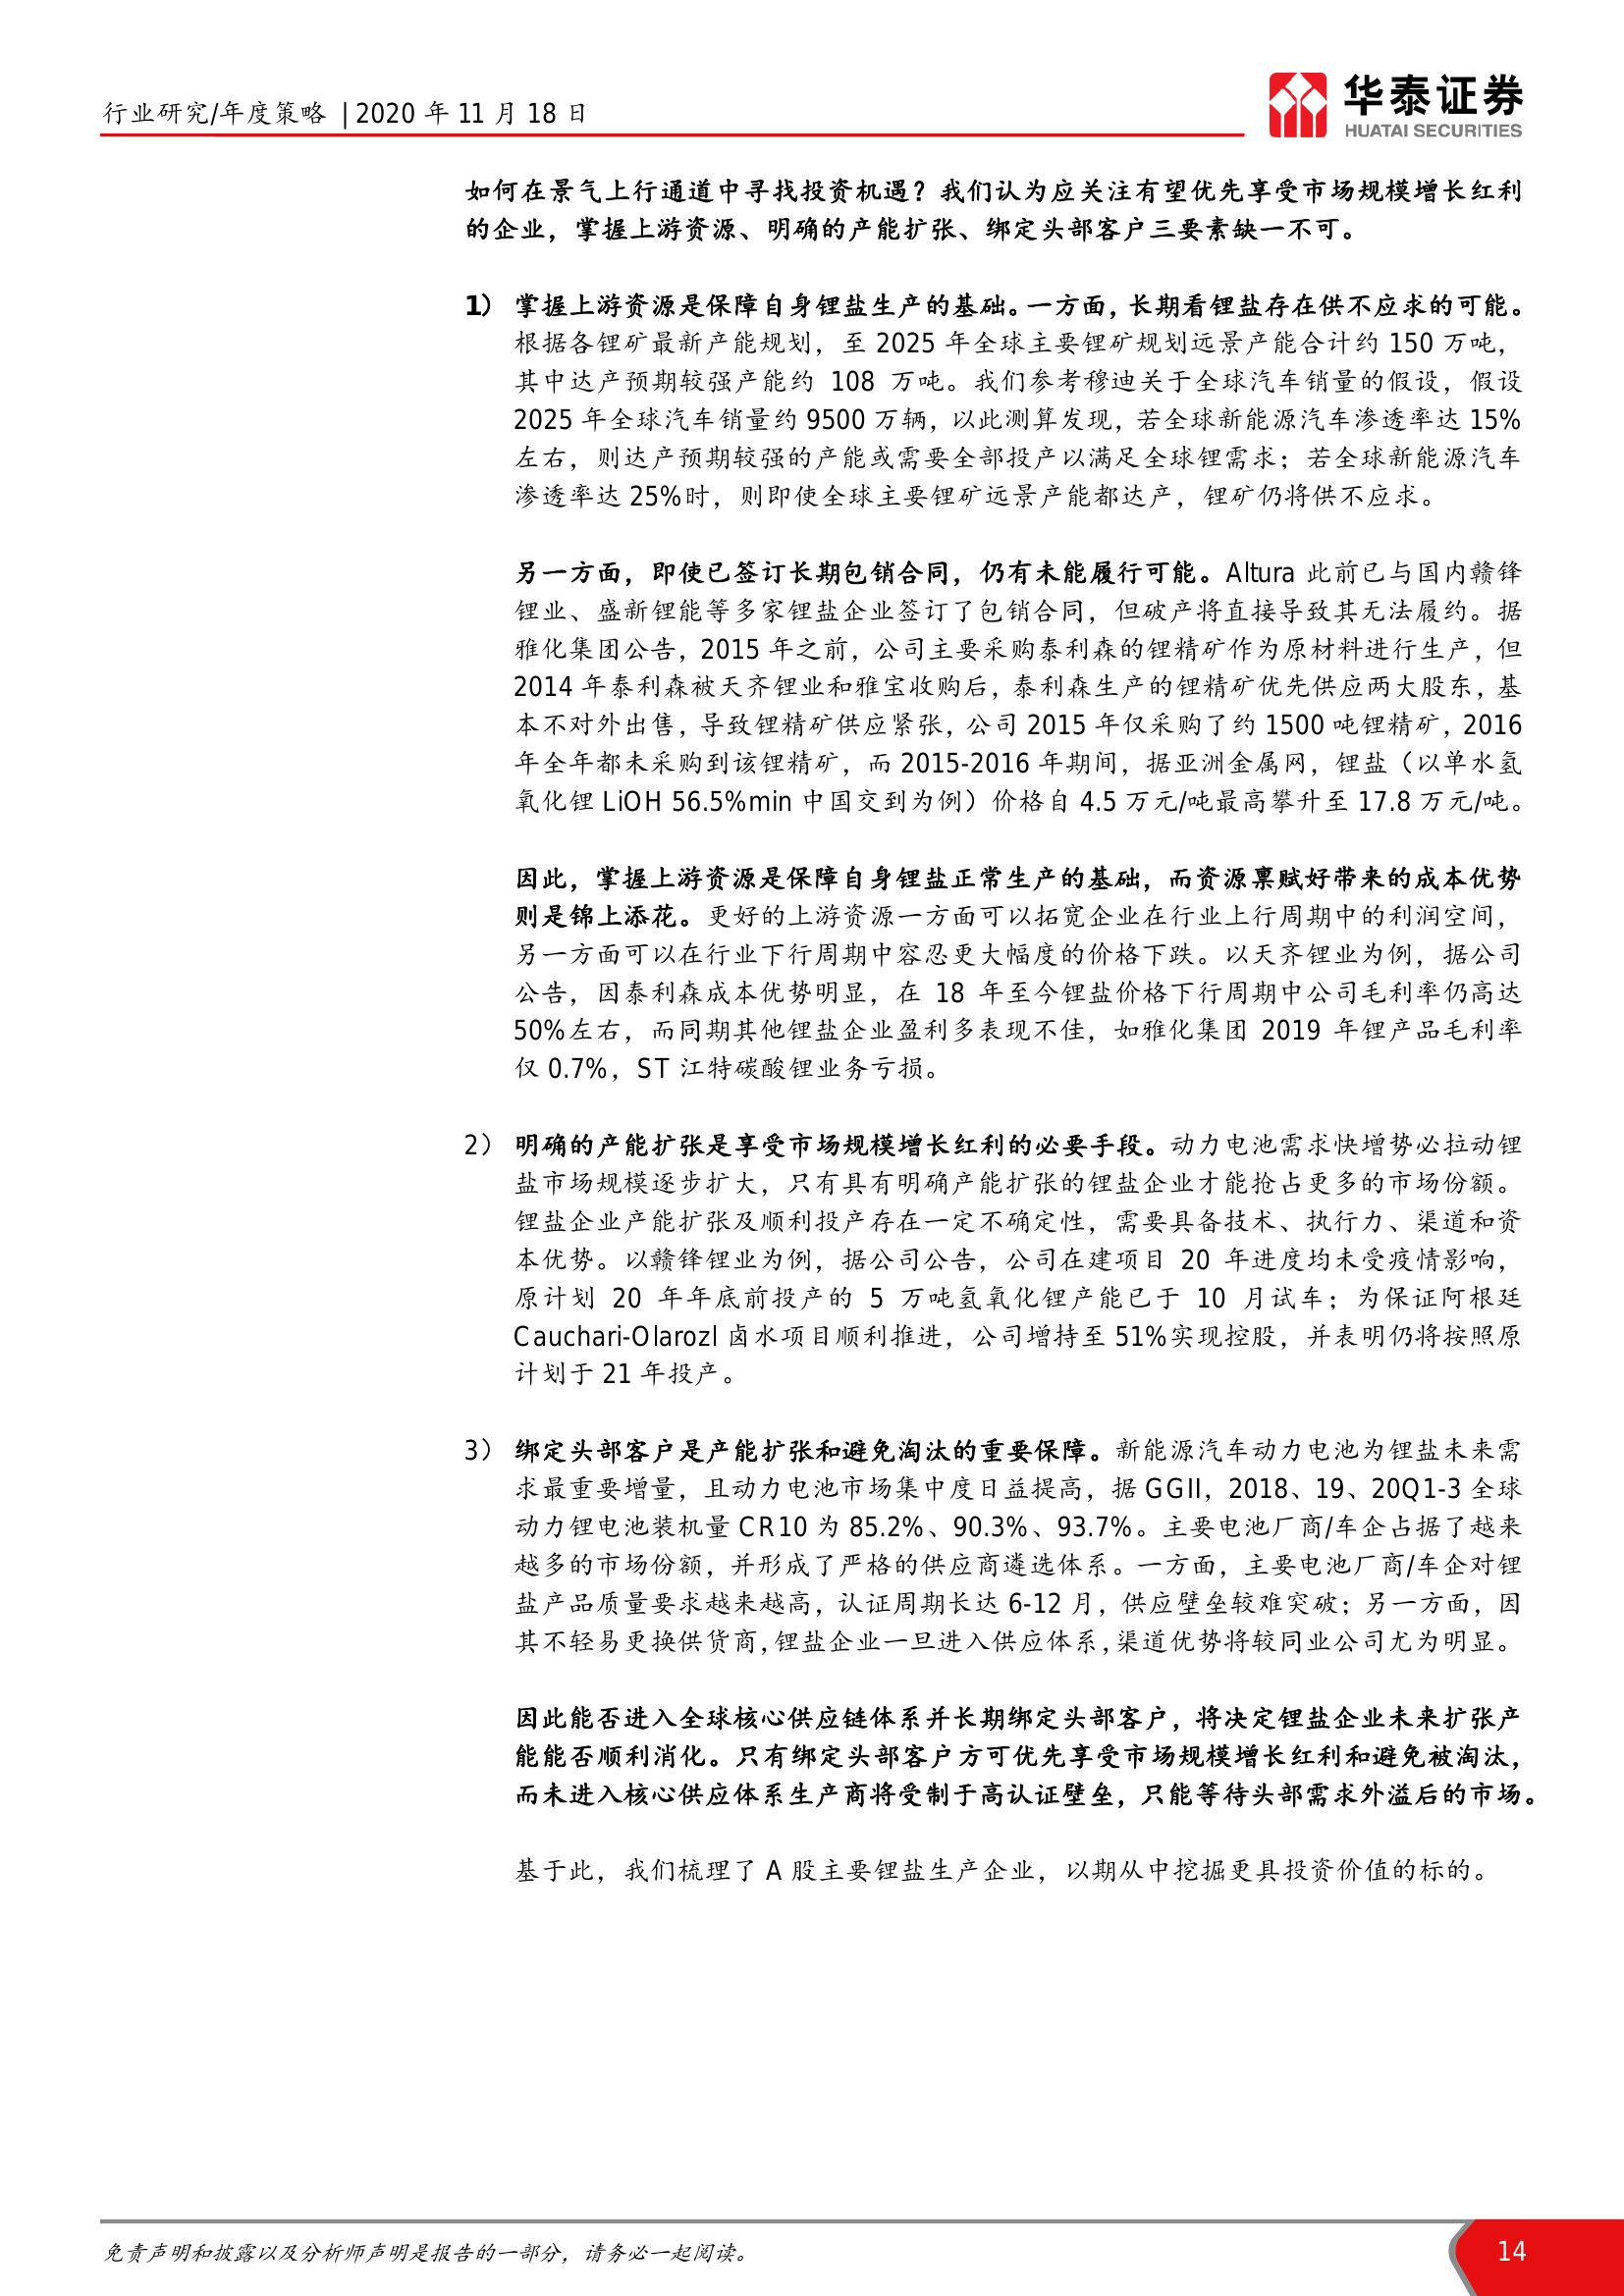 行业研究/年度策略 | 2020 年 11 月 18 日
华泰证券
HUATAI SECURITIES
如何在景气上行通道中寻找投资机遇？我们认为应关注有望优先享受市场规模增长红利
的企业，掌握上游资源、明确的产能扩张、绑定头部客户三要素缺一不可。
1） 掌握上游资源是保障自身锂盐生产的基础。一方面，长期看锂盐存在供不应求的可能。
根据各锂矿最新产能规划，至 2025 年全球主要锂矿规划远景产能合计约 150 万吨，
其中达产预期较强产能约 108 万吨。我们参考穆迪关于全球汽车销量的假设，假设
2025 年全球汽车销量约 9500 万辆，以此测算发现，若全球新能源汽车渗透率达 15%
左右，则达产预期较强的产能或需要全部投产以满足全球锂需求；若全球新能源汽车
渗透率达 25%时，则即使全球主要锂矿远景产能都达产，锂矿仍将供不应求。
另一方面，即使已签订长期包销合同，仍有未能履行可能。Altura 此前已与国内赣锋
锂业、盛新锂能等多家锂盐企业签订了包销合同，但破产将直接导致其无法履约。据
雅化集团公告，2015 年之前，公司主要采购泰利森的锂精矿作为原材料进行生产，但
2014 年泰利森被天齐锂业和雅宝收购后，泰利森生产的锂精矿优先供应两大股东，基
本不对外出售，导致锂精矿供应紧张，公司 2015 年仅采购了约 1500 吨锂精矿，2016
年全年都未采购到该锂精矿，而 2015-2016 年期间，据亚洲金属网，锂盐（以单水氢
氧化锂 LiOH 56.5%min 中国交到为例）价格自 4.5 万元/吨最高攀升至 17.8 万元/吨。
因此，掌握上游资源是保障自身锂盐正常生产的基础，而资源禀赋好带来的成本优势
则是锦上添花。更好的上游资源一方面可以拓宽企业在行业上行周期中的利润空间，
另一方面可以在行业下行周期中容忍更大幅度的价格下跌。以天齐锂业为例，据公司
公告，因泰利森成本优势明显，在 18 年至今锂盐价格下行周期中公司毛利率仍高达
50%左右，而同期其他锂盐企业盈利多表现不佳，如雅化集团 2019 年锂产品毛利率
仅 0.7%，ST 江特碳酸锂业务亏损。
2） 明确的产能扩张是享受市场规模增长红利的必要手段。动力电池需求快增势必拉动锂
盐市场规模逐步扩大，只有具有明确产能扩张的锂盐企业才能抢占更多的市场份额。
锂盐企业产能扩张及顺利投产存在一定不确定性，需要具备技术、执行力、渠道和资
本优势。以赣锋锂业为例，据公司公告，公司在建项目 20 年进度均未受疫情影响，
原计划 20 年年底前投产的 5 万吨氢氧化锂产能已于 10 月试车；为保证阿根廷
Cauchari-Olarozl 卤水项目顺利推进，公司增持至 51%实现控股，并表明仍将按照原
计划于 21 年投产。
3） 绑定头部客户是产能扩张和避免淘汰的重要保障。新能源汽车动力电池为锂盐未来需
求最重要增量，且动力电池市场集中度日益提高，据 GGII，2018、19、20Q1-3 全球
动力锂电池装机量 CR10 为 85.2%、90.3%、93.7%。主要电池厂商/车企占据了越来
越多的市场份额，并形成了严格的供应商遴选体系。一方面，主要电池厂商/车企对锂
盐产品质量要求越来越高，认证周期长达 6-12 月，供应壁垒较难突破；另一方面，因
其不轻易更换供货商，锂盐企业一旦进入供应体系，渠道优势将较同业公司尤为明显。
因此能否进入全球核心供应链体系并长期绑定头部客户，将决定锂盐企业未来扩张产
能能否顺利消化。只有绑定头部客户方可优先享受市场规模增长红利和避免被淘汰，
而未进入核心供应体系生产商将受制于高认证壁垒，只能等待头部需求外溢后的市场。
基于此，我们梳理了 A 股主要锂盐生产企业，以期从中挖掘更具投资价值的标的。
免责声明和披露以及分析师声明是报告的一部分，请务必一起阅读。
14